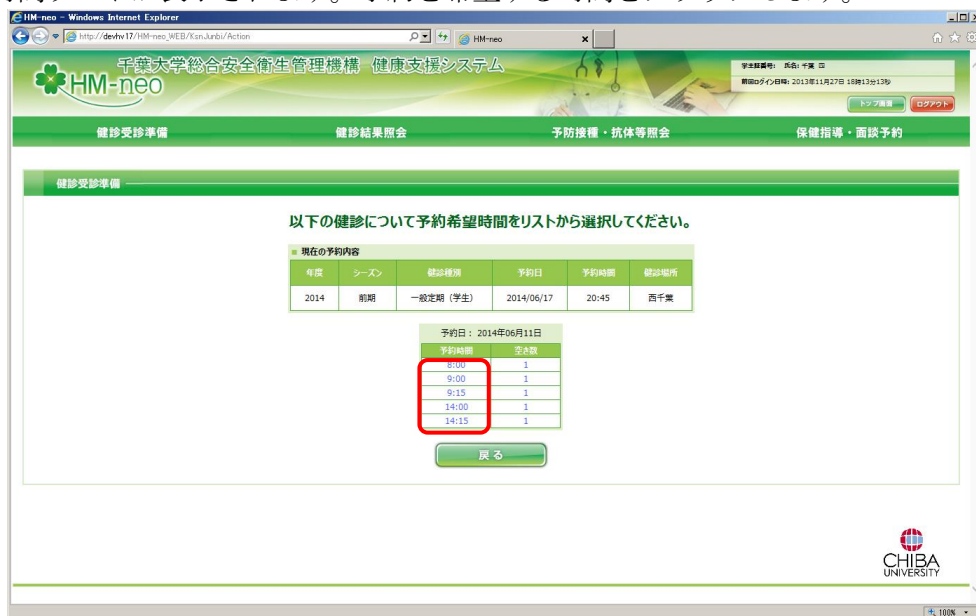 HM-neo - Windows Internet Explorer
http://devhv17/HM-neo_WEB/KsnJunbi/Action
HM-neo
千葉大学総合安全衛生管理機構 健康支援システム
HM-neo
学生証番号: 氏名: 千葉 四
前回ログイン日時: 2013年11月27日 18時13分13秒
トップ画面 ログアウト
健診受診準備 健診結果照会 予防接種・抗体等照会 保健指導・面談予約
健診受診準備
以下の健診について予約希望時間をリストから選択してください。
現在の予約内容
年度 シーズン 健診種別 予約日 予約時間 健診場所
2014 前期 一般定期（学生） 2014/06/17 20:45 西千葉
予約日： 2014年06月11日
予約時間 空き数
8:00 1
9:00 1
9:15 1
14:00 1
14:15 1
戻る
CHIBA
UNIVERSITY
100%